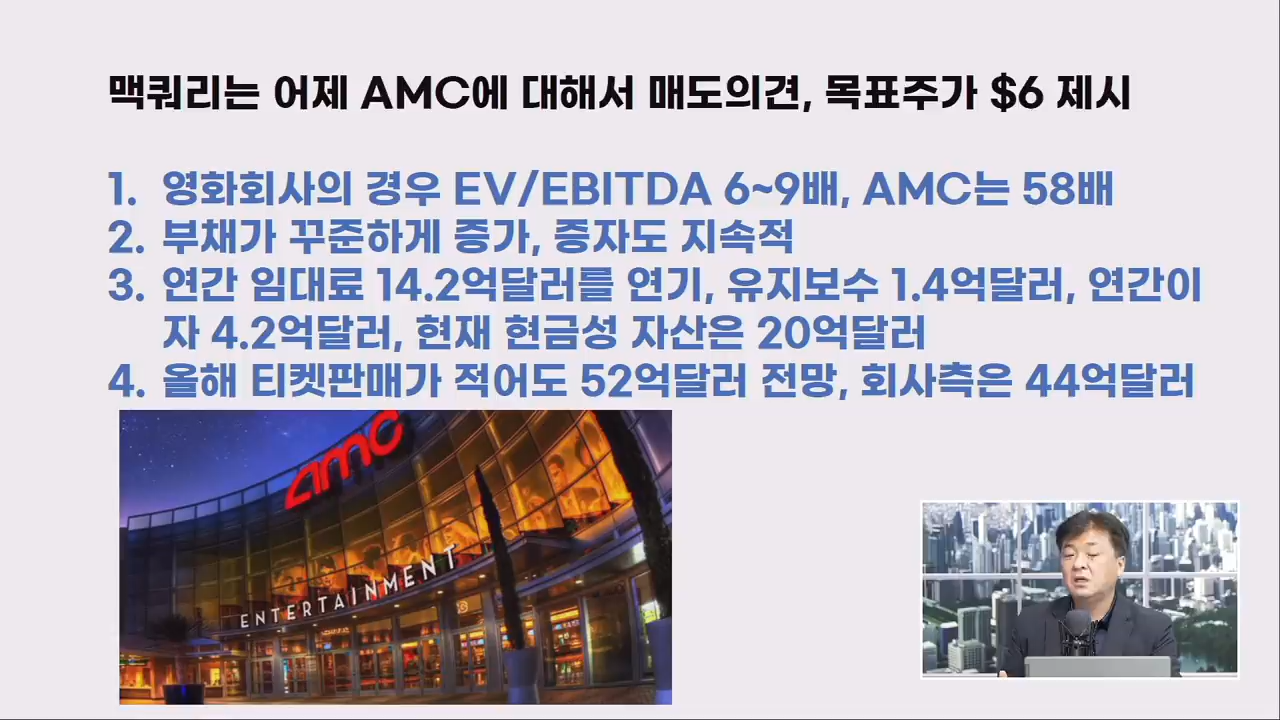 맥쿼리는 어제 AMC에 대해서 매도의견, 목표주가 $6 제시
1. 영화회사의 경우 EV/EBITDA 6~9배, AMC는 58배
2. 부채가 꾸준하게 증가, 증자도 지속적
3. 연간 임대료 14.2억달러를 연기, 유지보수 1.4억달러, 연간이
자 4.2억달러, 현재 현금성 자산은 20억달러
4. 올해 티켓판매가 적어도 52억달러 전망, 회사측은 44억달러
amc
ENTERTAINMENT